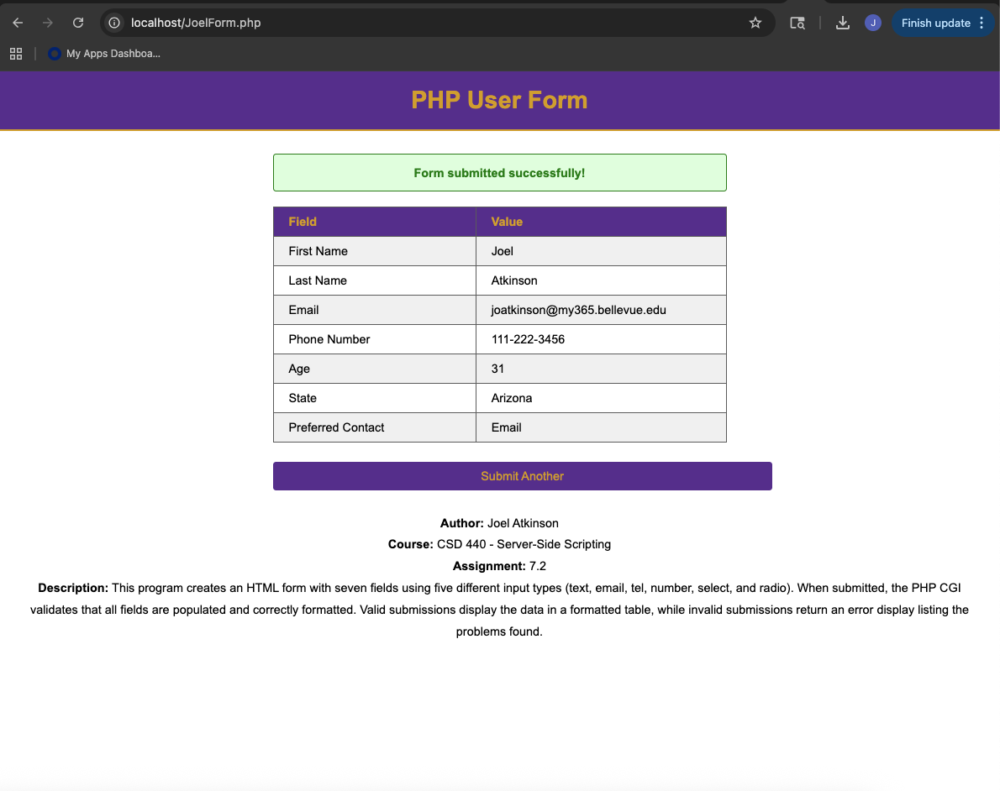 localhost/JoelForm.php
J
Finish update
My Apps Dashboa...
PHP User Form
Form submitted successfully!
Field Value
First Name Joel
Last Name Atkinson
Email joatkinson@my365.bellevue.edu
Phone Number 111-222-3456
Age 31
State Arizona
Preferred Contact Email
Submit Another
Author: Joel Atkinson
Course: CSD 440 - Server-Side Scripting
Assignment: 7.2
Description: This program creates an HTML form with seven fields using five different input types (text, email, tel, number, select, and radio). When submitted, the PHP CGI
validates that all fields are populated and correctly formatted. Valid submissions display the data in a formatted table, while invalid submissions return an error display listing the
problems found.